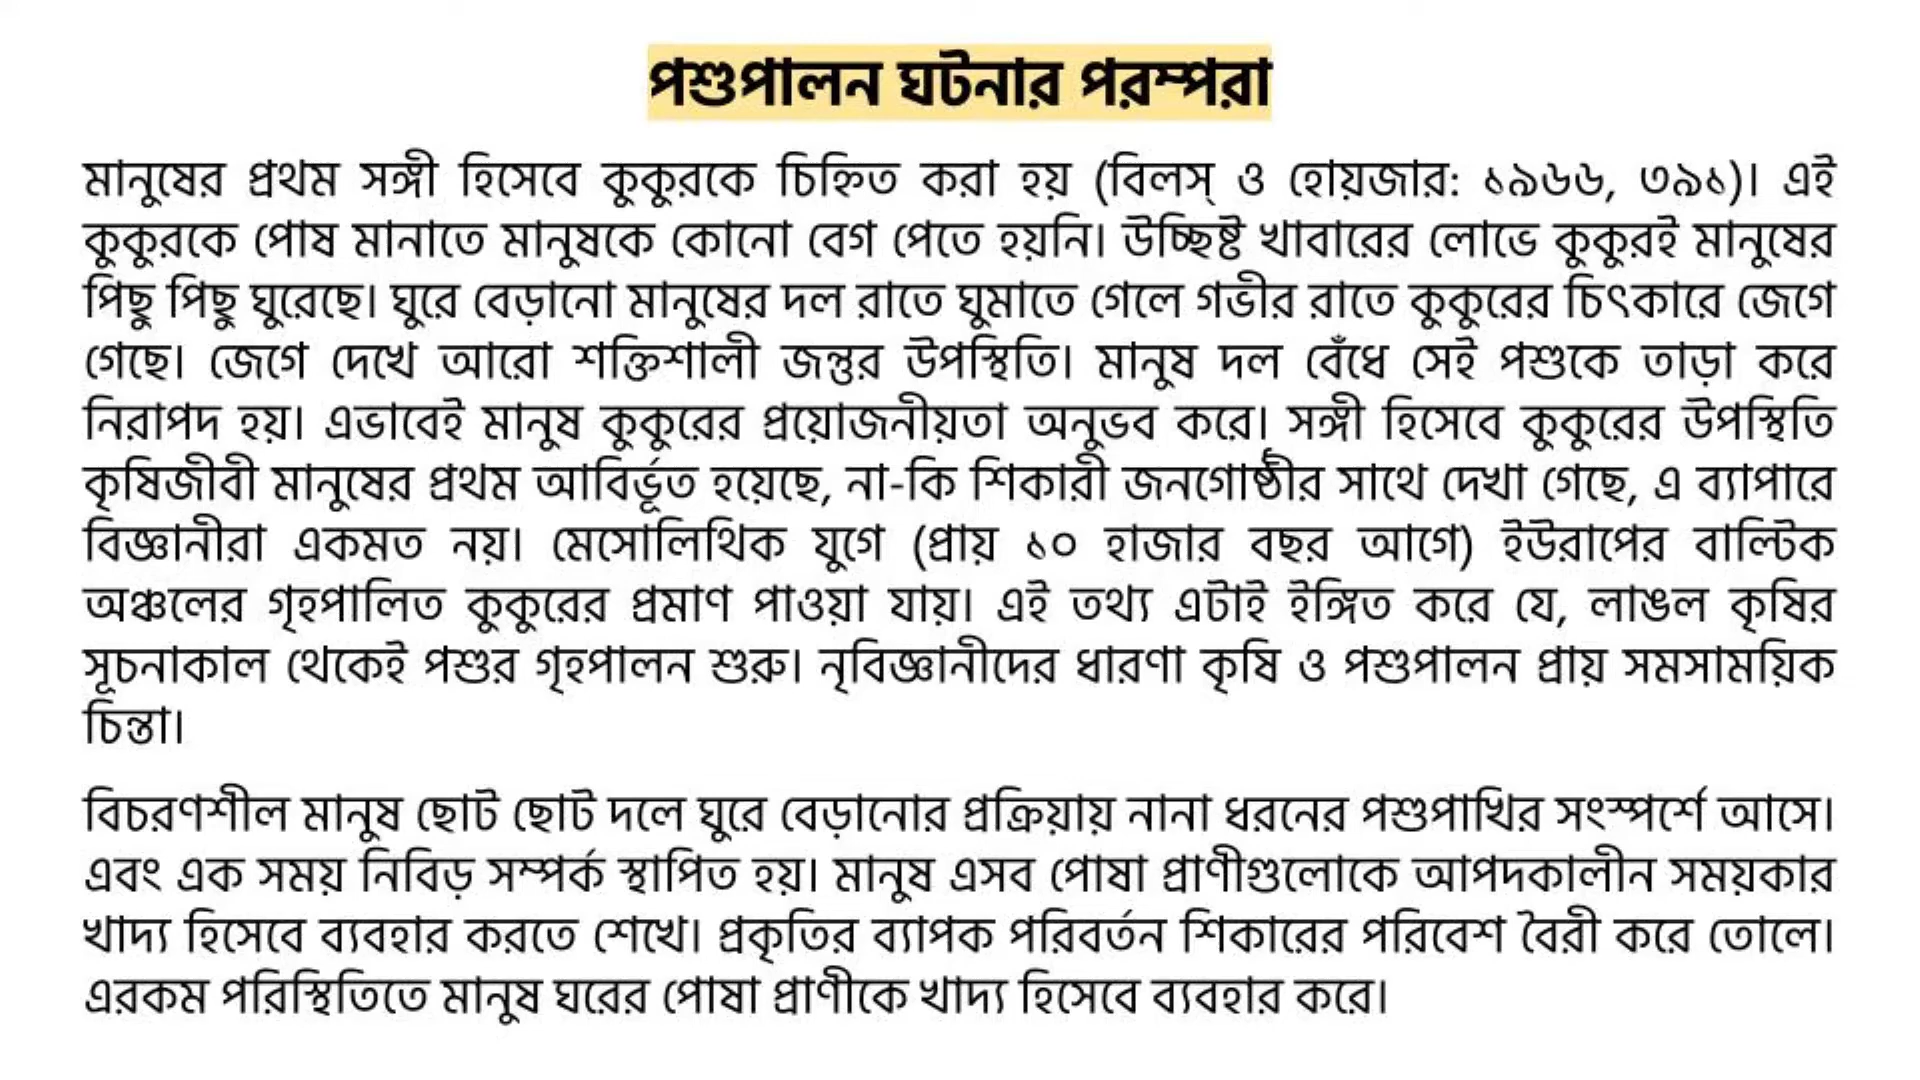 পশুপালন ঘটনার পরম্পরা
মানুষের প্রথম সঙ্গী হিসেবে কুকুরকে চিহ্নিত করা হয় (বিলস্ ও হোয়জার: ১৯৬৬, ৩৯১)। এই
কুকুরকে পোষ মানাতে মানুষকে কোনো বেগ পেতে হয়নি। উচ্ছিষ্ট খাবারের লোভে কুকুরই মানুষের
পিছু পিছু ঘুরেছে। ঘুরে বেড়ানো মানুষের দল রাতে ঘুমাতে গেলে গভীর রাতে কুকুরের চিৎকারে জেগে
গেছে। জেগে দেখে আরো শক্তিশালী জন্তুর উপস্থিতি। মানুষ দল বেঁধে সেই পশুকে তাড়া করে
নিরাপদ হয়। এভাবেই মানুষ কুকুরের প্রয়োজনীয়তা অনুভব করে। সঙ্গী হিসেবে কুকুরের উপস্থিতি
কৃষিজীবী মানুষের প্রথম আবির্ভূত হয়েছে, না-কি শিকারী জনগোষ্ঠীর সাথে দেখা গেছে, এ ব্যাপারে
বিজ্ঞানীরা একমত নয়। মেসোলিথিক যুগে (প্রায় ১০ হাজার বছর আগে) ইউরাপের বাল্টিক
অঞ্চলের গৃহপালিত কুকুরের প্রমাণ পাওয়া যায়। এই তথ্য এটাই ইঙ্গিত করে যে, লাঙল কৃষির
সূচনাকাল থেকেই পশুর গৃহপালন শুরু। নৃবিজ্ঞানীদের ধারণা কৃষি ও পশুপালন প্রায় সমসাময়িক
চিন্তা।
বিচরণশীল মানুষ ছোট ছোট দলে ঘুরে বেড়ানোর প্রক্রিয়ায় নানা ধরনের পশুপাখির সংস্পর্শে আসে।
এবং এক সময় নিবিড় সম্পর্ক স্থাপিত হয়। মানুষ এসব পোষা প্রাণীগুলোকে আপদকালীন সময়কার
খাদ্য হিসেবে ব্যবহার করতে শেখে। প্রকৃতির ব্যাপক পরিবর্তন শিকারের পরিবেশ বৈরী করে তোলে।
এরকম পরিস্থিতিতে মানুষ ঘরের পোষা প্রাণীকে খাদ্য হিসেবে ব্যবহার করে।